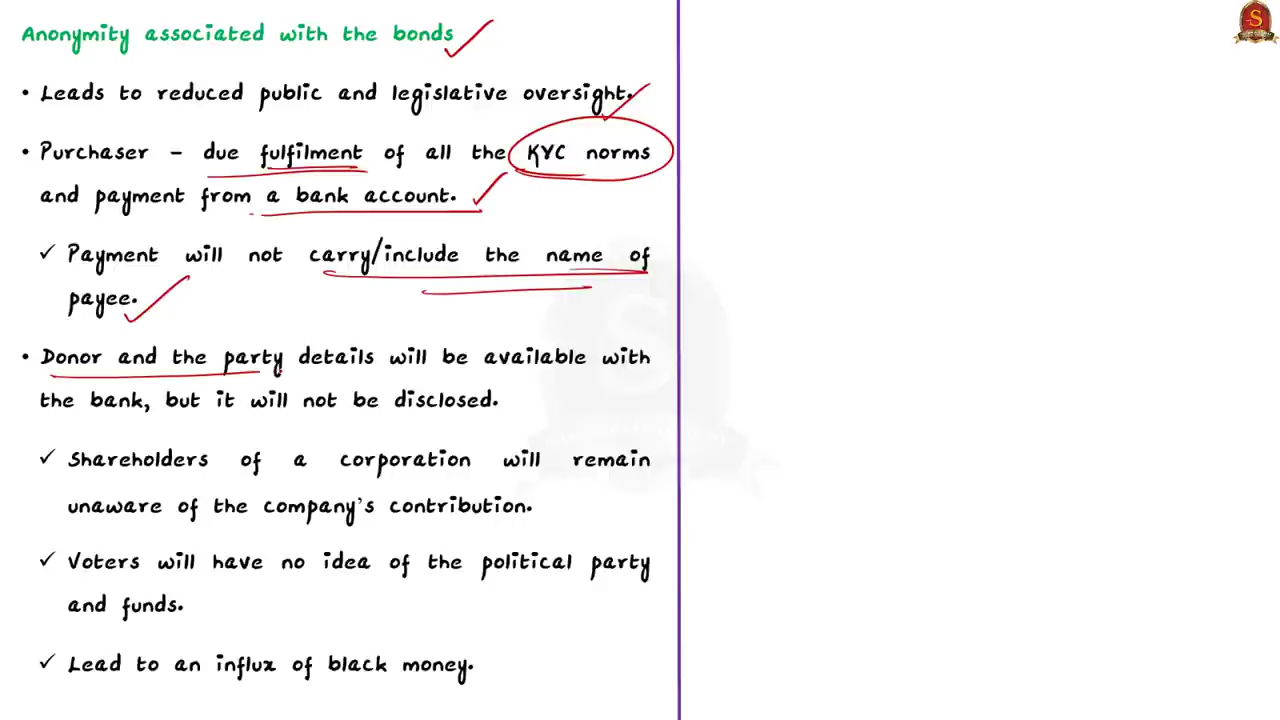 Anonymity associated with the bonds
• Leads to reduced public and legislative oversight.
• Purchaser – due fulfilment of all the KYC norms
and payment from a bank account.
✓ Payment will not carry/include the name of
payee.
• Donor and the party details will be available with
the bank, but it will not be disclosed.
✓ Shareholders of a corporation will remain
unaware of the company's contribution.
✓ Voters will have no idea of the political party
and funds.
✓ Lead to an influx of black money.